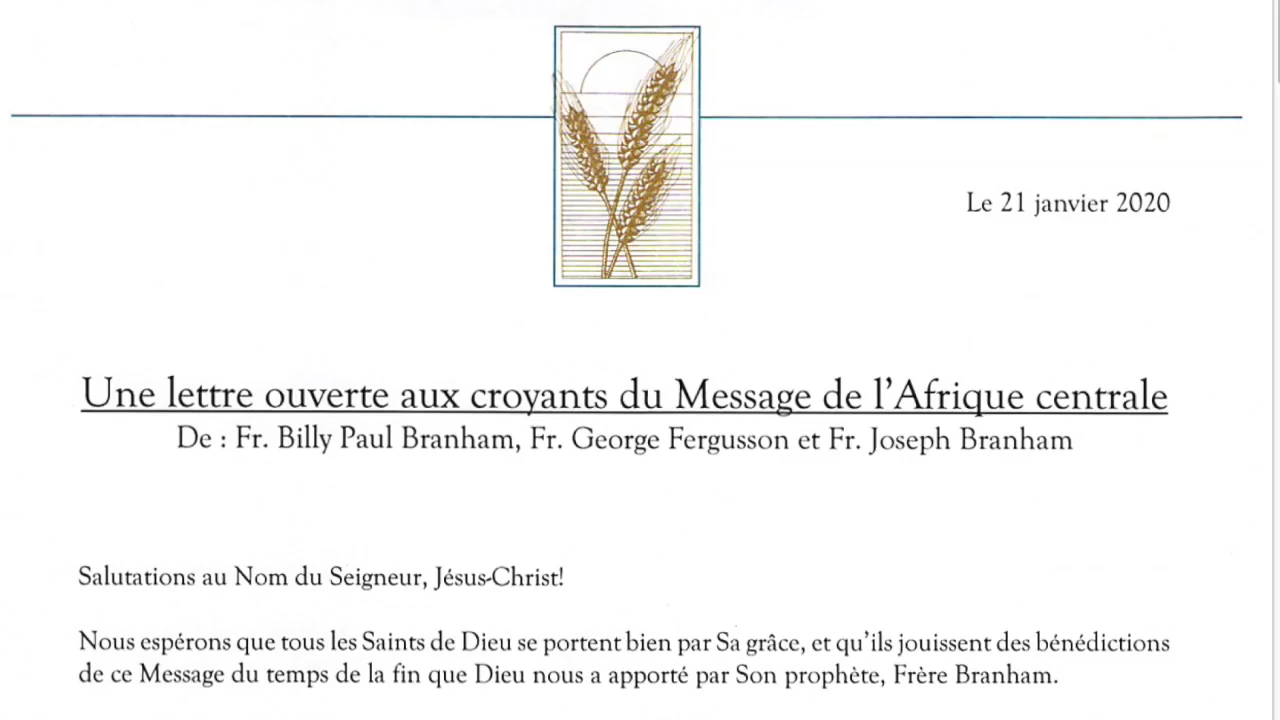 Le 21 janvier 2020
Une lettre ouverte aux croyants du Message de l'Afrique centrale
De : Fr. Billy Paul Branham, Fr. George Fergusson et Fr. Joseph Branham
Salutations au Nom du Seigneur, Jésus-Christ!
Nous espérons que tous les Saints de Dieu se portent bien par Sa grâce, et qu'ils jouissent des bénédictions
de ce Message du temps de la fin que Dieu nous a apporté par Son prophète, Frère Branham.